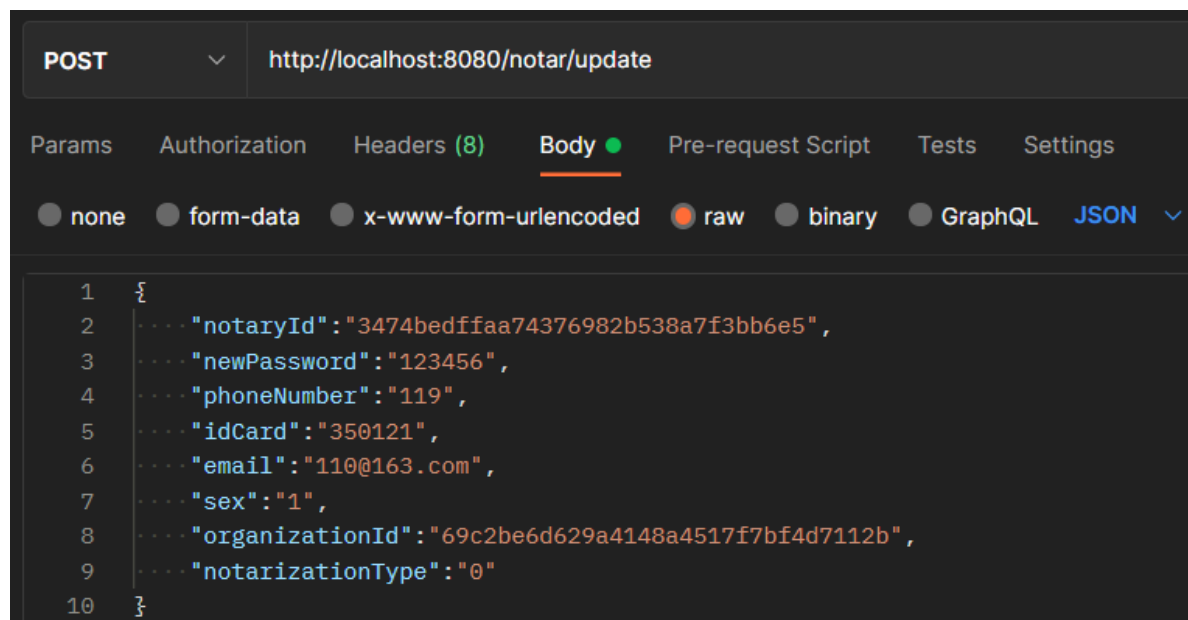 POST http://localhost:8080/notar/update
Params Authorization Headers (8) Body Pre-request Script Tests Settings
none form-data x-www-form-urlencoded raw binary GraphQL JSON
1 {
2 "notaryId":"3474bedffaa74376982b538a7f3bb6e5",
3 "newPassword":"123456",
4 "phoneNumber":"119",
5 "idCard":"350121",
6 "email":"110@163.com",
7 "sex":"1",
8 "organizationId":"69c2be6d629a4148a4517f7bf4d7112b",
9 "notarizationType":"0"
10 }